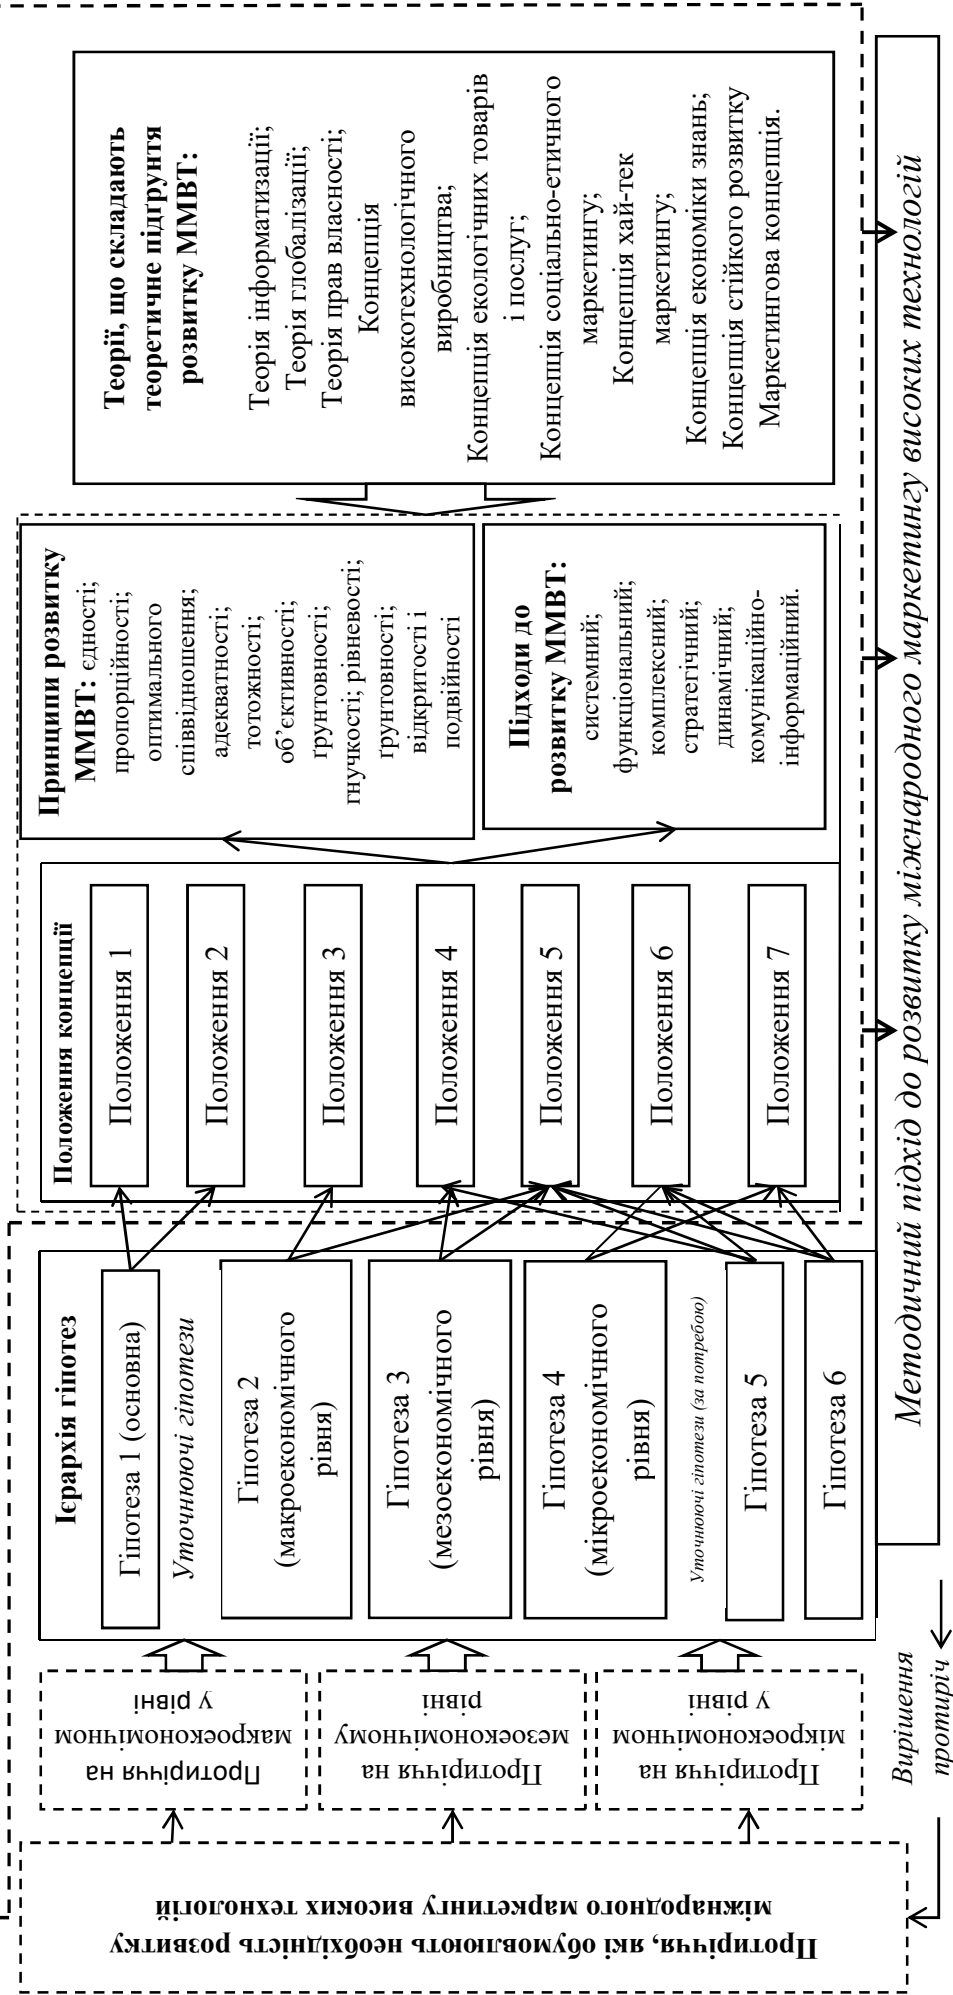 Протиріччя, які обумовлюють необхідність розвитку
міжнародного маркетингу високих технологій
Протиріччя на
макроекономічном
у рівні
Протиріччя на
мезоекономічному
рівні
Протиріччя на
мікроекономічном
у рівні
Вирішення
протиріч
Ієрархія гіпотез
Гіпотеза 1 (основна)
Уточнюючі гіпотези
Гіпотеза 2
(макроекономічного
рівня)
Гіпотеза 3
(мезоекономічного
рівня)
Гіпотеза 4
(мікроекономічного
рівня)
Уточнюючі гіпотези (за потребою)
Гіпотеза 5
Гіпотеза 6
Положення концепції
Положення 1
Положення 2
Положення 3
Положення 4
Положення 5
Положення 6
Положення 7
Принципи розвитку
ММВТ: єдності;
пропорційності;
оптимального
співвідношення;
адекватності;
тотожності;
об’єктивності;
ґрунтовності;
гнучкості; рівневості;
ґрунтовності;
відкритості і
подвійності
Підходи до
розвитку ММВТ:
системний;
функціональний;
комплексний;
стратегічний;
динамічний;
комунікаційно-
інформаційний.
Теорії, що складають
теоретичне підґрунтя
розвитку ММВТ:
Теорія інформатизації;
Теорія глобалізації;
Теорія прав власності;
Концепція
високотехнологічного
виробництва;
Концепція екологічних товарів
і послуг;
Концепція соціально-етичного
маркетингу;
Концепція хай-тек
маркетингу;
Концепція економіки знань;
Концепція стійкого розвитку
Маркетингова концепція.
Методичний підхід до розвитку міжнародного маркетингу високих технологій